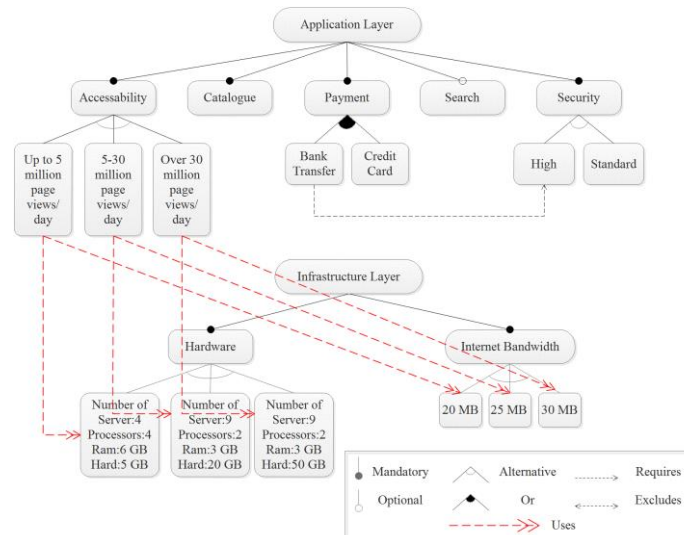 Application Layer
Accessability
Catalogue
Payment
Search
Security
Up to 5
million
page
views/
day
5-30
million
page
views/
day
Over 30
million
page
views/
day
Bank
Transfer
Credit
Card
High
Standard
Infrastructure Layer
Hardware
Internet Bandwidth
Number of
Server:4
Processors:4
Ram:6 GB
Hard:5 GB
Number of
Server:9
Processors:2
Ram:3 GB
Hard:20 GB
Number of
Server:9
Processors:2
Ram:3 GB
Hard:50 GB
20 MB
25 MB
30 MB
Mandatory
Alternative
Requires
Optional
Or
Excludes
Uses